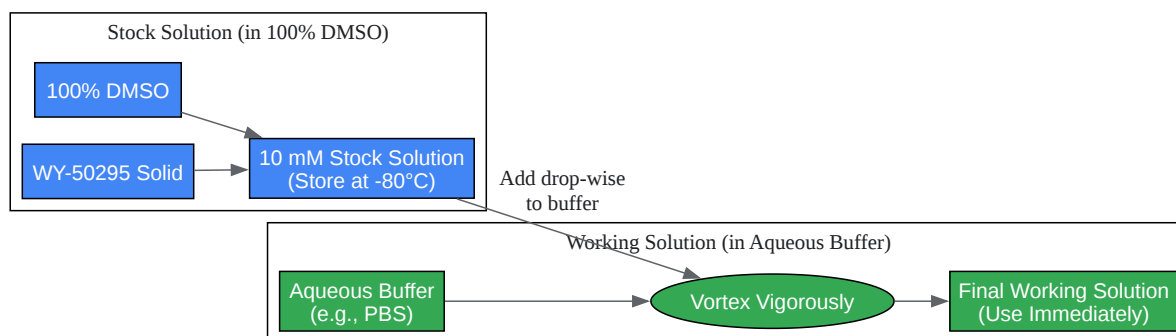 Stock Solution (in 100% DMSO)
100% DMSO
WY-50295 Solid
10 mM Stock Solution
(Store at -80°C)
Add drop-wise
to buffer
Working Solution (in Aqueous Buffer)
Aqueous Buffer
(e.g., PBS)
Vortex Vigorously
Final Working Solution
(Use Immediately)